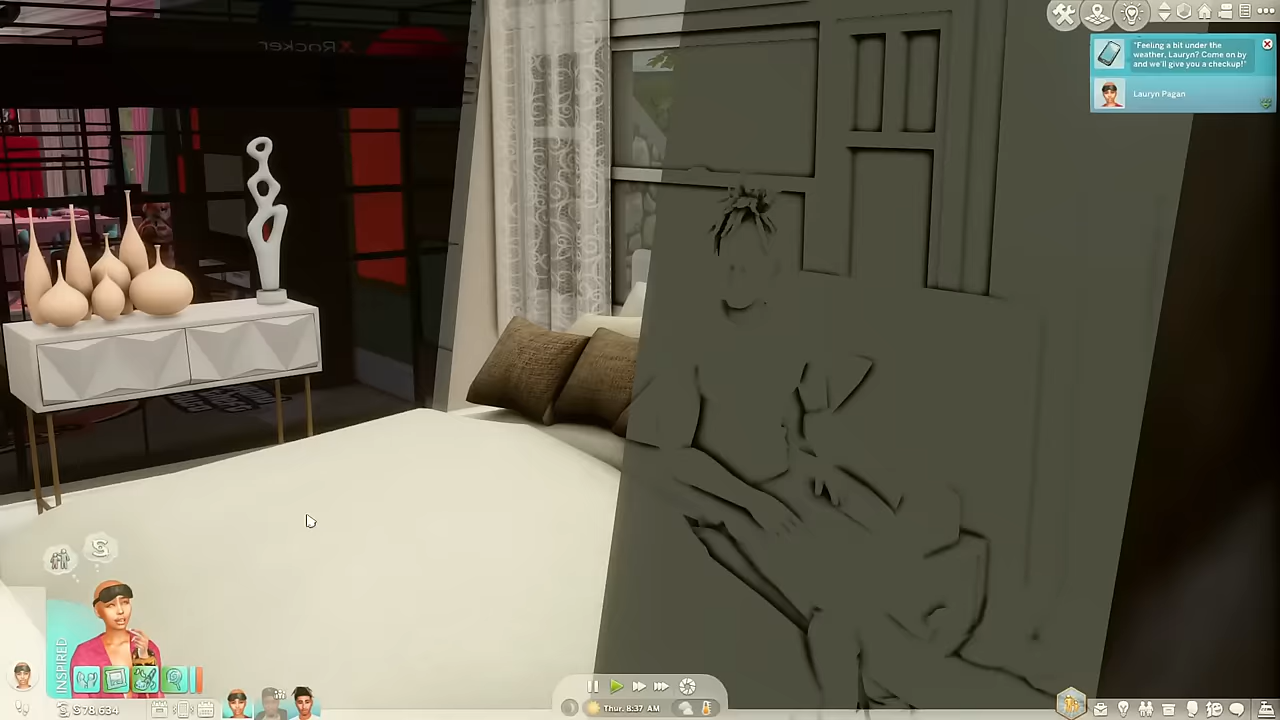 XRocker
"Feeling a bit under the
weather, Lauryn? Come on by
and we'll give you a checkup!"
Lauryn Pagan
INSPIRED
§78,634
Thur. 8:37 AM